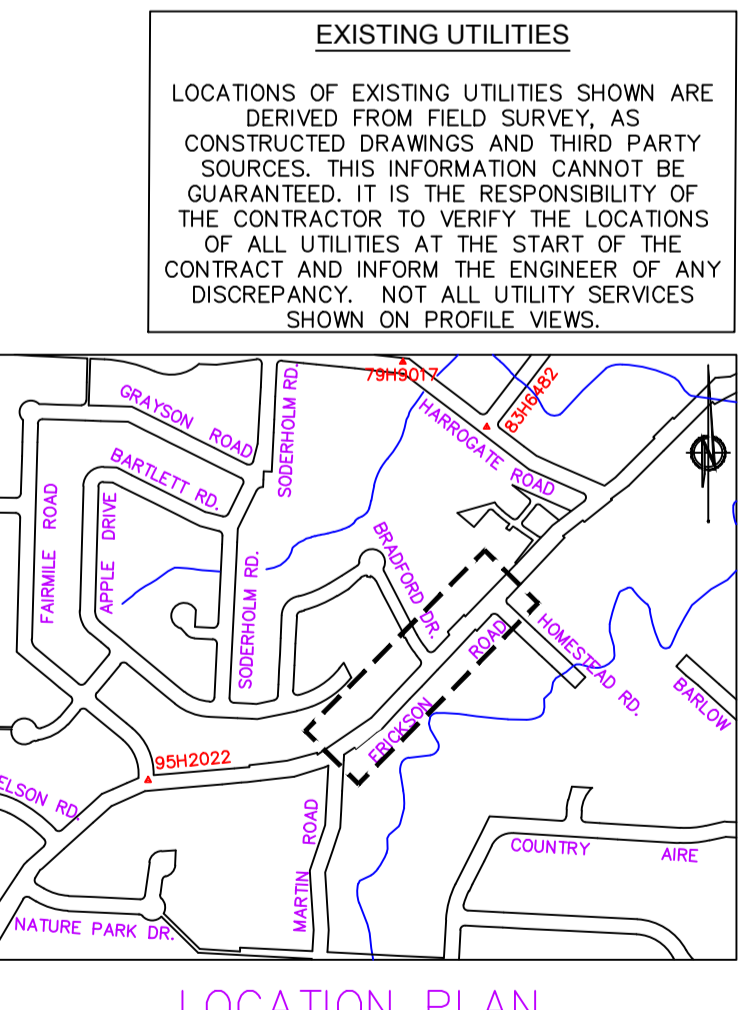 EXISTING UTILITIES
LOCATIONS OF EXISTING UTILITIES SHOWN ARE
DERIVED FROM FIELD SURVEY, AS
CONSTRUCTED DRAWINGS AND THIRD PARTY
SOURCES. THIS INFORMATION CANNOT BE
GUARANTEED. IT IS THE RESPONSIBILITY OF
THE CONTRACTOR TO VERIFY THE LOCATIONS
OF ALL UTILITIES AT THE START OF THE
CONTRACT AND INFORM THE ENGINEER OF ANY
DISCREPANCY. NOT ALL UTILITY SERVICES
SHOWN ON PROFILE VIEWS.
79H9017
83H6482
GRAYSON ROAD
SODERHOLM RD.
HARROGATE ROAD
BARTLETT RD.
FAIRMILE ROAD
APPLE DRIVE
BRADFORD DR.
SODERHOLM RD.
HOMESTEAD RD.
ERICKSON ROAD
BARLOW
95H2022
ELSON RD.
MARTIN ROAD
COUNTRY AIRE
NATURE PARK DR.
LOCATION PLAN